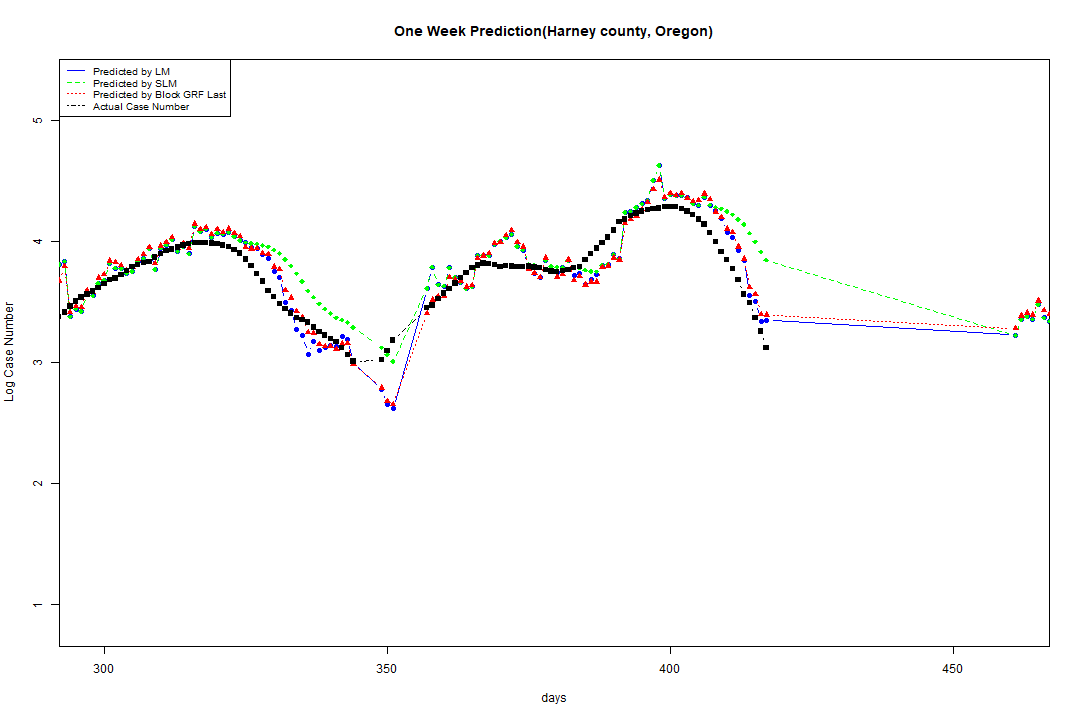 One Week Prediction(Harney county, Oregon)
Predicted by LM
Predicted by SLM
Predicted by Block GRF Last
Actual Case Number
5
4
3
2
1
Log Case Number
300
350
400
450
days